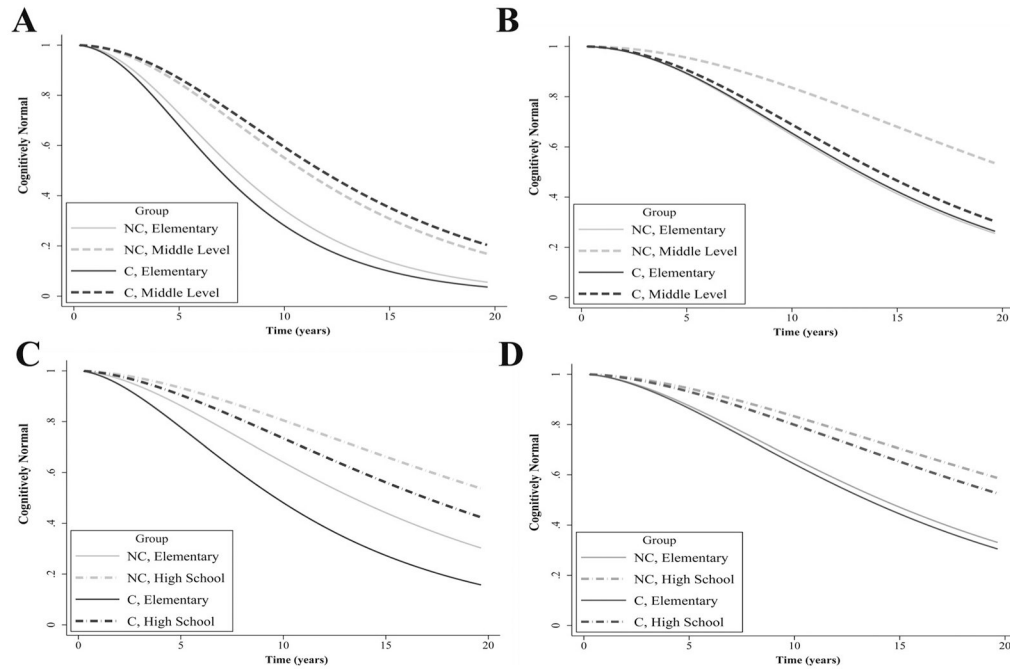 A
Cognitively Normal
1
.8
.6
.4
.2
0
Group
NC, Elementary
NC, Middle Level
C, Elementary
C, Middle Level
0 5 10 15 20
Time (years)
B
Cognitively Normal
1
.8
.6
.4
.2
0
Group
NC, Elementary
NC, Middle Level
C, Elementary
C, Middle Level
0 5 10 15 20
Time (years)
C
Cognitively Normal
1
.8
.6
.4
.2
0
Group
NC, Elementary
NC, High School
C, Elementary
C, High School
0 5 10 15 20
Time (years)
D
Cognitively Normal
1
.8
.6
.4
.2
0
Group
NC, Elementary
NC, High School
C, Elementary
C, High School
0 5 10 15 20
Time (years)